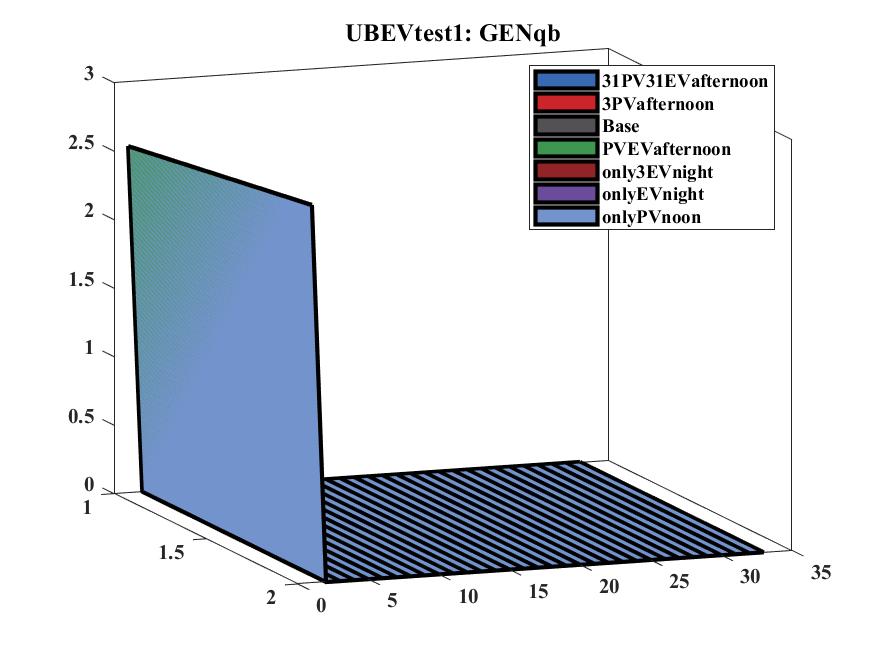 UBEVtest1: GENqb
31PV31EVafternoon
3PVafternoon
Base
PVEVafternoon
only3EVnight
onlyEVnight
onlyPVnoon
3
2.5
2
1.5
1
0.5
0
1
1.5
2
0
5
10
15
20
25
30
35